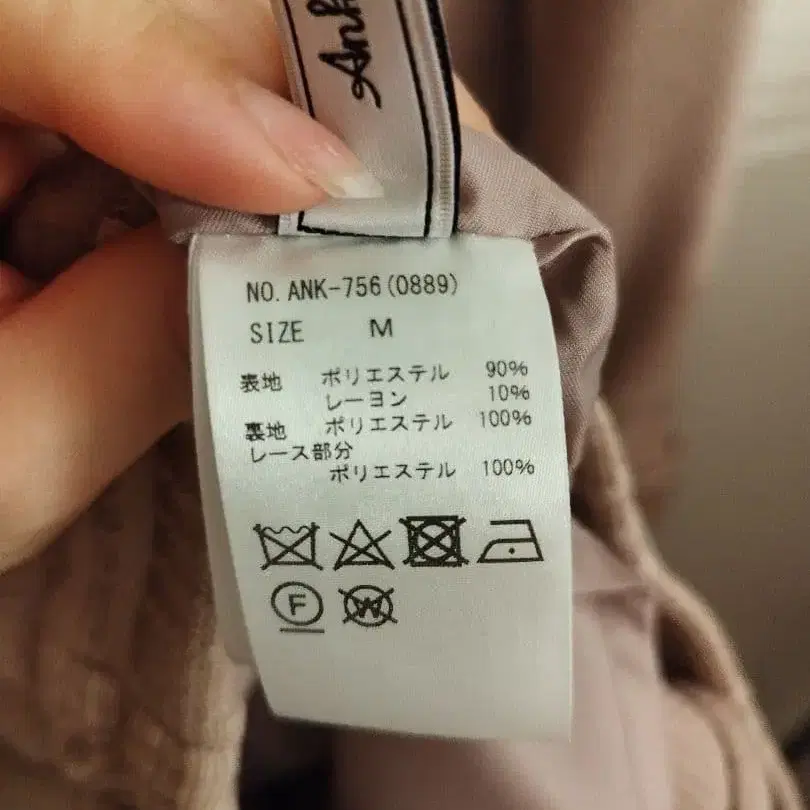 NO. ANK-756(0889)
SIZE M
表地 ポリエステル 90%
レーヨン 10%
裏地 ポリエステル 100%
レース部分
ポリエステル 100%
F
W